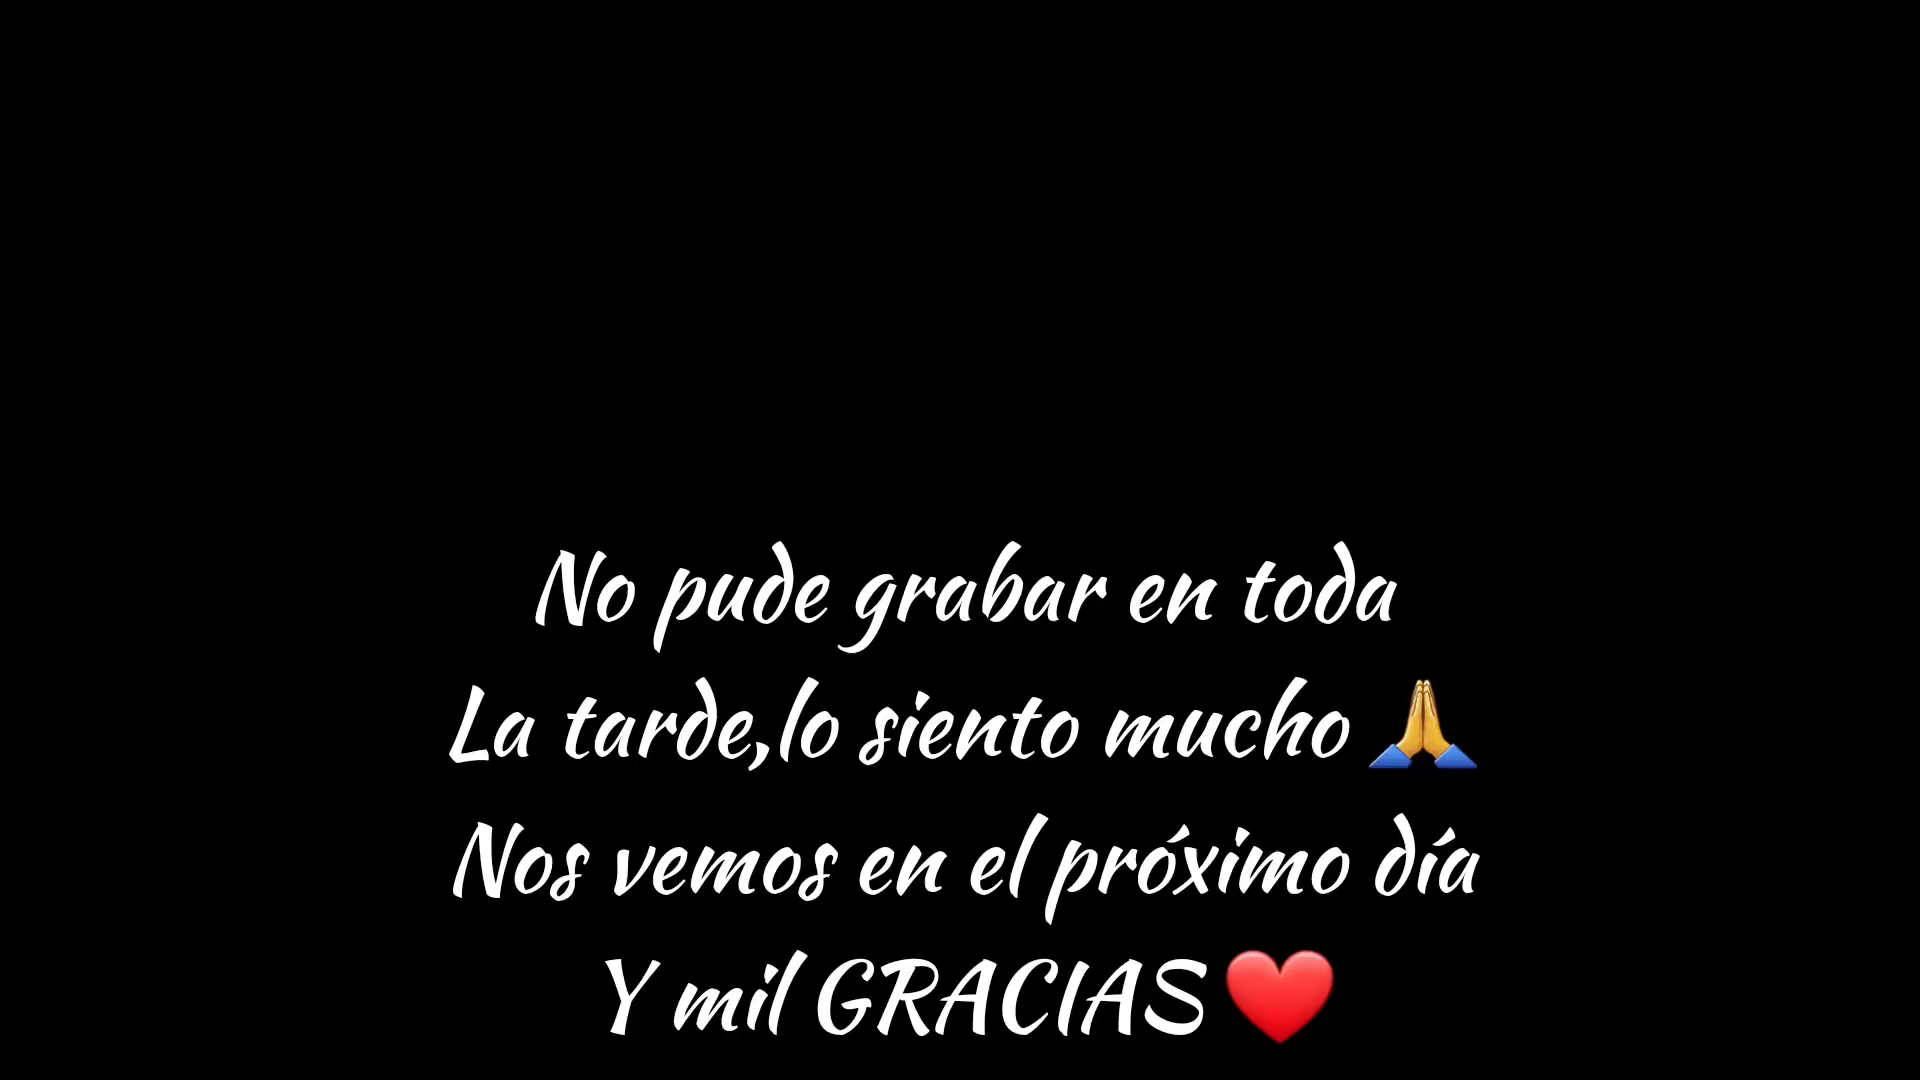 No pude grabar en toda
La tarde,lo siento mucho 🙏
Nos vemos en el próximo día
Y mil GRACIAS ❤️